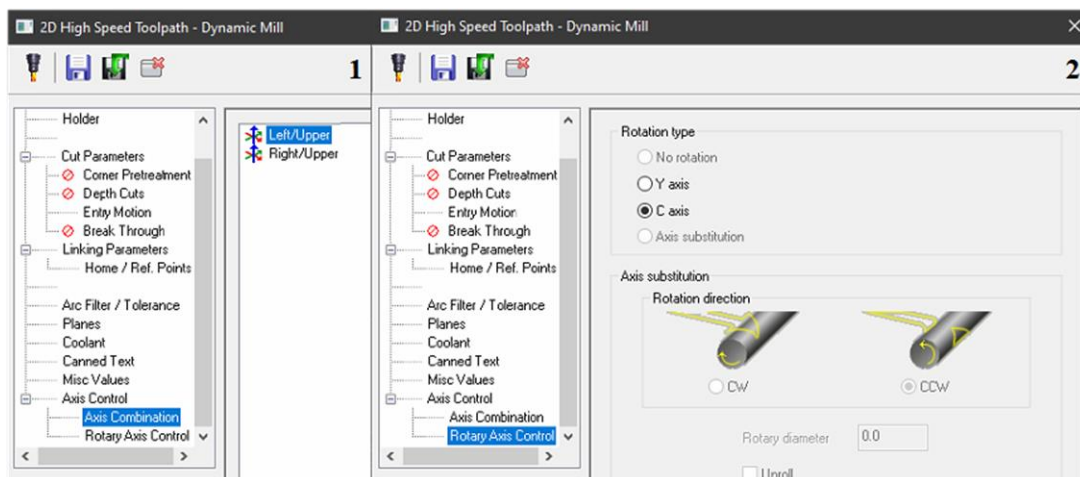 2D High Speed Toolpath - Dynamic Mill
1
Holder
Cut Parameters
Corner Pretreatment
Depth Cuts
Entry Motion
Break Through
Linking Parameters
Home / Ref. Points
Arc Filter / Tolerance
Planes
Coolant
Canned Text
Misc Values
Axis Control
Axis Combination
Rotary Axis Control
Left/Upper
Right/Upper
2D High Speed Toolpath - Dynamic Mill
2
Holder
Cut Parameters
Corner Pretreatment
Depth Cuts
Entry Motion
Break Through
Linking Parameters
Home / Ref. Points
Arc Filter / Tolerance
Planes
Coolant
Canned Text
Misc Values
Axis Control
Axis Combination
Rotary Axis Control
Rotation type
No rotation
Y axis
C axis
Axis substitution
Axis substitution
Rotation direction
CW
CCW
Rotary diameter 0.0
Unroll